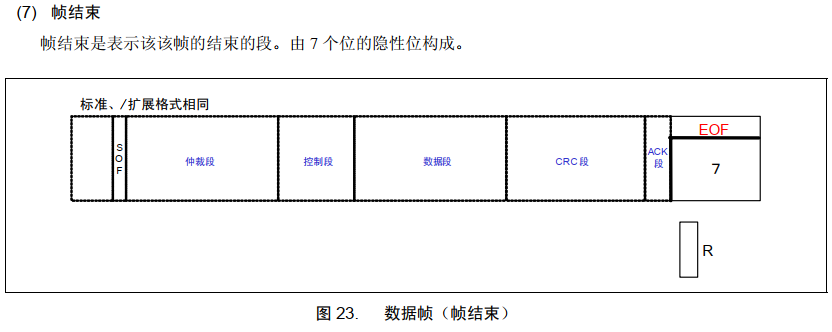 (7) 帧结束
帧结束是表示该该帧的结束的段。由 7 个位的隐性位构成。
标准、/扩展格式相同
SOF
仲裁段
控制段
数据段
CRC 段
ACK
段
EOF
7
R
图 23. 数据帧（帧结束）